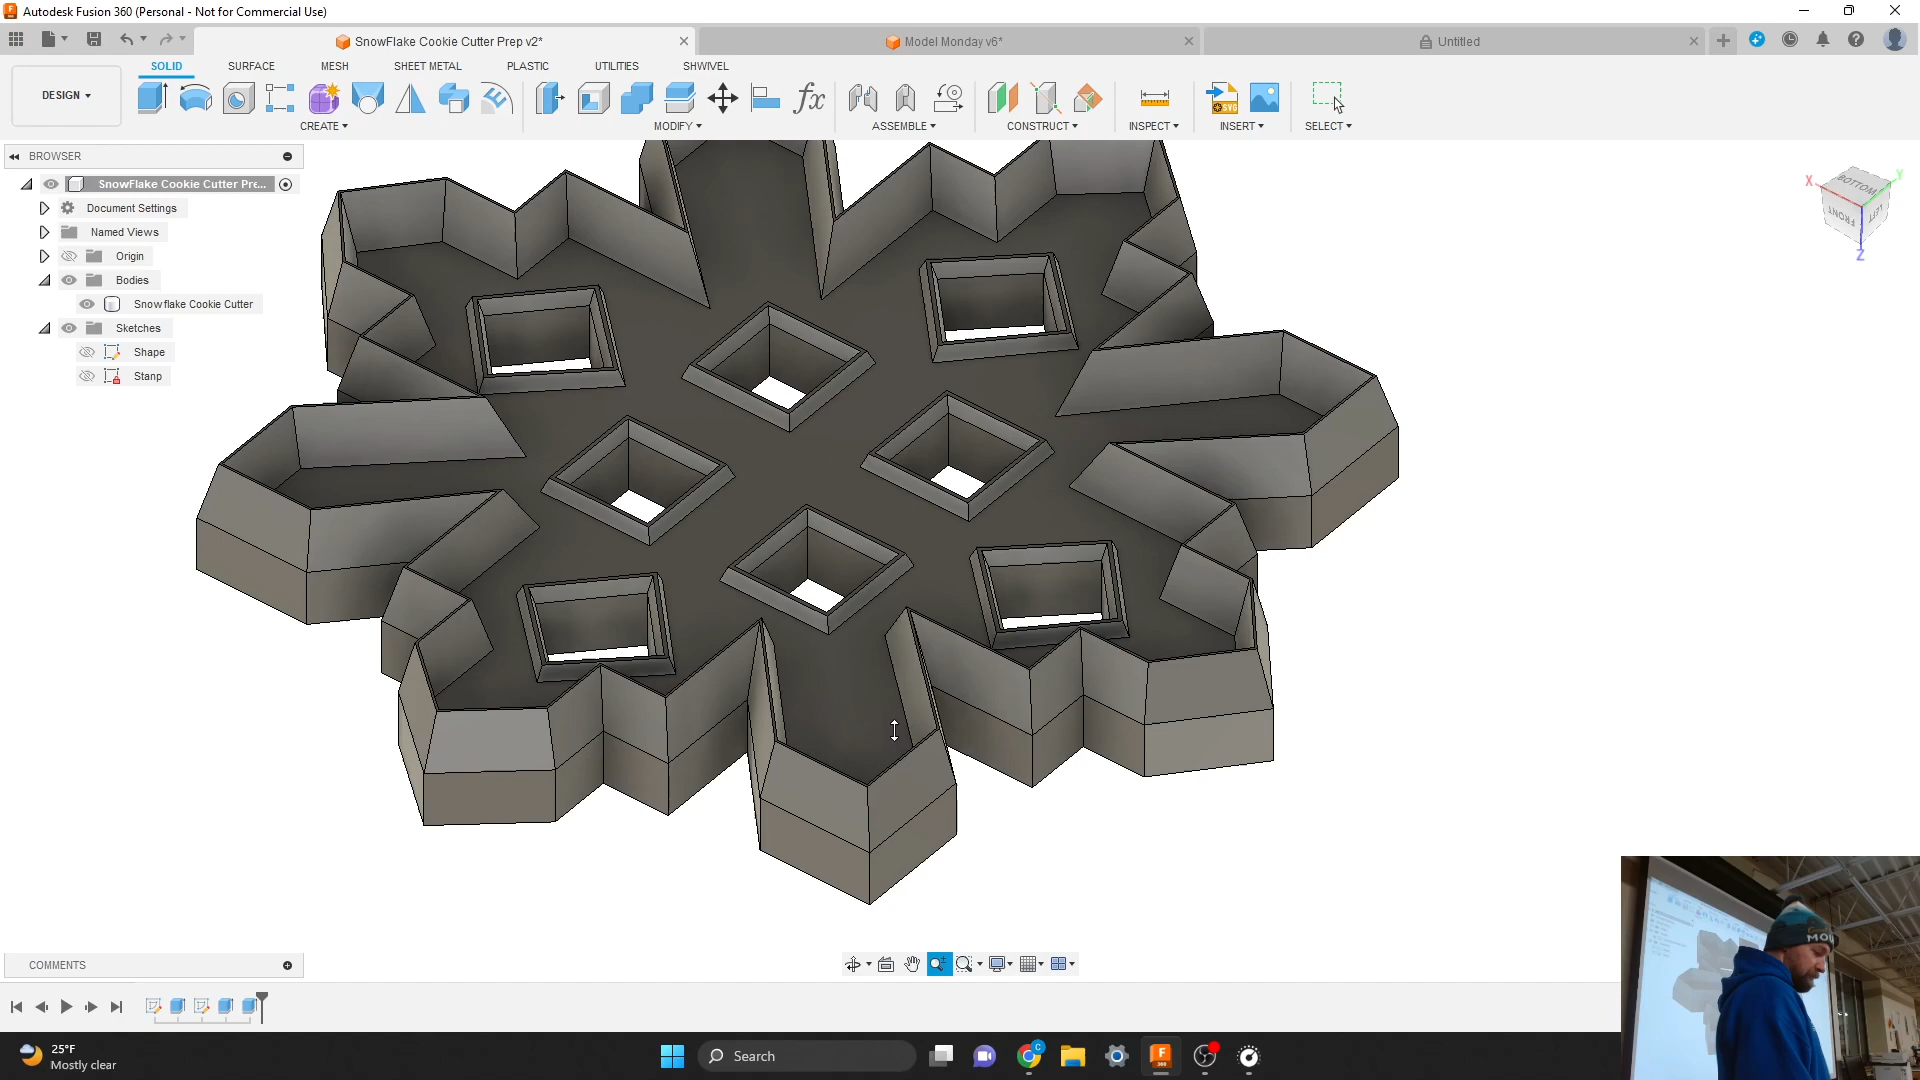 Autodesk Fusion 360 (Personal - Not for Commercial Use)
SnowFlake Cookie Cutter Prep v2*
Model Monday v6*
Untitled
DESIGN
SOLID
SURFACE
MESH
SHEET METAL
PLASTIC
UTILITIES
SHWIVEL
CREATE
MODIFY
ASSEMBLE
CONSTRUCT
INSPECT
INSERT
SELECT
BROWSER
SnowFlake Cookie Cutter Pre...
Document Settings
Named Views
Origin
Bodies
Snowflake Cookie Cutter
Sketches
Shape
Stanp
X
Y
BOTTOM
FRONT
LEFT
Z
COMMENTS
25°F
Mostly clear
Search
MOU